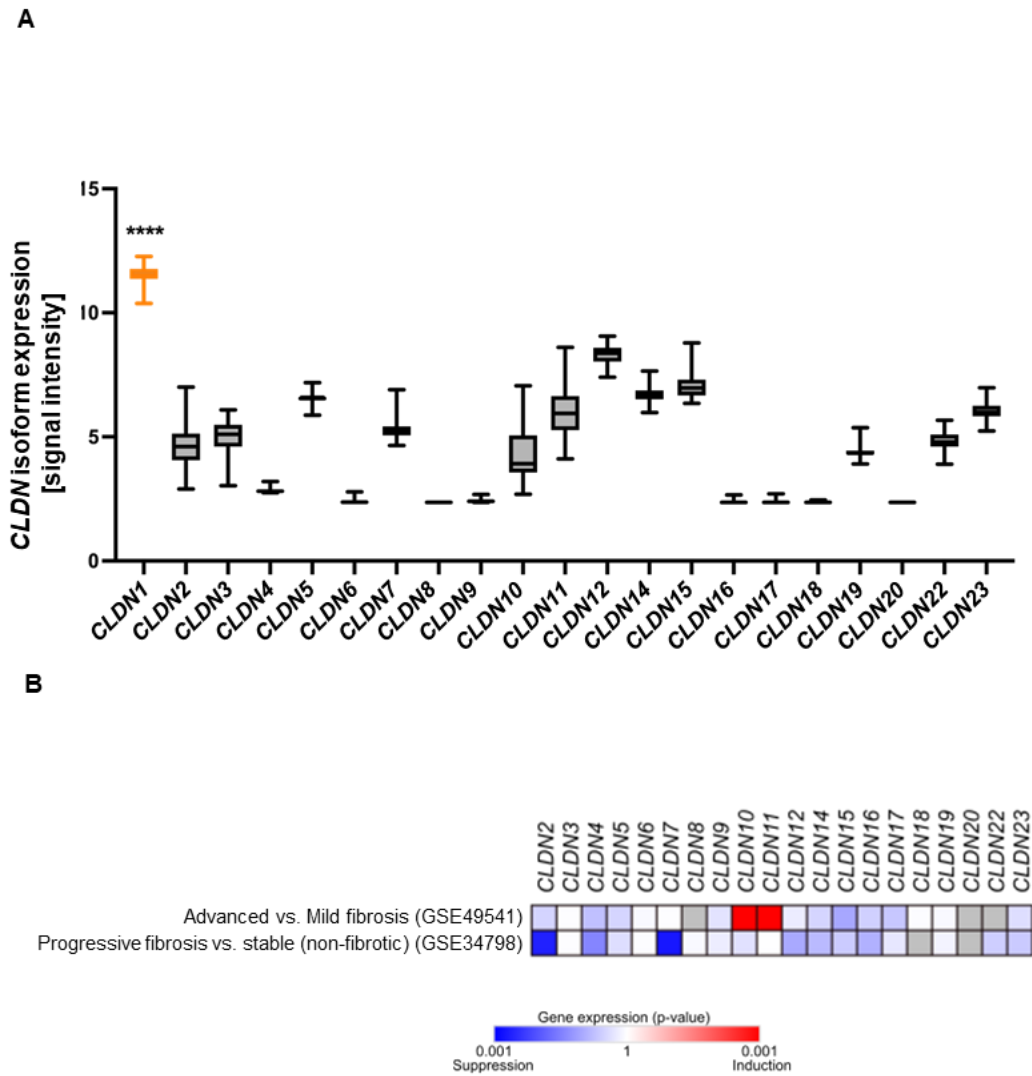 A
15
10
5
0
****
CLDN isoform expression
[signal intensity]
CLDN1
CLDN2
CLDN3
CLDN4
CLDN5
CLDN6
CLDN7
CLDN8
CLDN9
CLDN10
CLDN11
CLDN12
CLDN14
CLDN15
CLDN16
CLDN17
CLDN18
CLDN19
CLDN20
CLDN22
CLDN23
B
CLDN2
CLDN3
CLDN4
CLDN5
CLDN6
CLDN7
CLDN8
CLDN9
CLDN10
CLDN11
CLDN12
CLDN14
CLDN15
CLDN16
CLDN17
CLDN18
CLDN19
CLDN20
CLDN22
CLDN23
Advanced vs. Mild fibrosis (GSE49541)
Progressive fibrosis vs. stable (non-fibrotic) (GSE34798)
Gene expression (p-value)
0.001 1 0.001
Suppression Induction